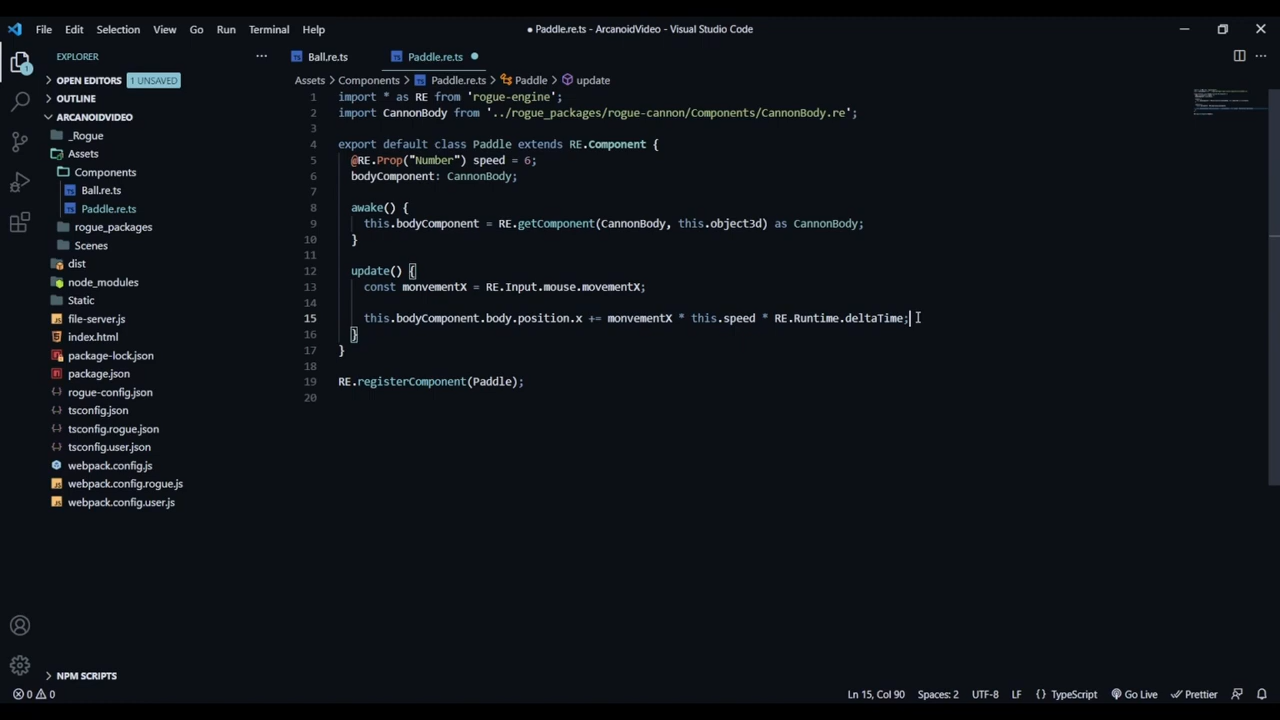 File Edit Selection View Go Run Terminal Help
● Paddle.re.ts - ArcanoidVideo - Visual Studio Code
EXPLORER
OPEN EDITORS 1 UNSAVED
OUTLINE
ARCANOIDVIDEO
_Rogue
Assets
Components
Ball.re.ts
Paddle.re.ts
rogue_packages
Scenes
dist
node_modules
Static
file-server.js
index.html
package-lock.json
package.json
rogue-config.json
tsconfig.json
tsconfig.rogue.json
tsconfig.user.json
webpack.config.js
webpack.config.rogue.js
webpack.config.user.js
NPM SCRIPTS
Ball.re.ts Paddle.re.ts
Assets > Components > Paddle.re.ts > Paddle > update
1 import * as RE from 'rogue-engine';
2 import CannonBody from '../rogue_packages/rogue-cannon/Components/CannonBody.re';
3
4 export default class Paddle extends RE.Component {
5 @RE.Prop("Number") speed = 6;
6 bodyComponent: CannonBody;
7
8 awake() {
9 this.bodyComponent = RE.getComponent(CannonBody, this.object3d) as CannonBody;
10 }
11
12 update() {
13 const monvementX = RE.Input.mouse.movementX;
14
15 this.bodyComponent.body.position.x += monvementX * this.speed * RE.Runtime.deltaTime;
16 }
17 }
18
19 RE.registerComponent(Paddle);
20
0 0 Ln 15, Col 90 Spaces: 2 UTF-8 LF {} TypeScript Go Live Prettier